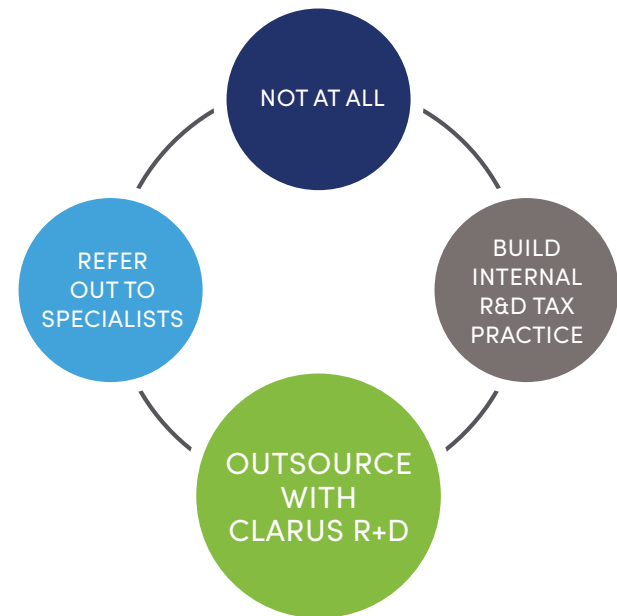 NOT AT ALL
REFER
OUT TO
SPECIALISTS
BUILD
INTERNAL
R&D TAX
PRACTICE
OUTSOURCE
WITH
CLARUS R+D